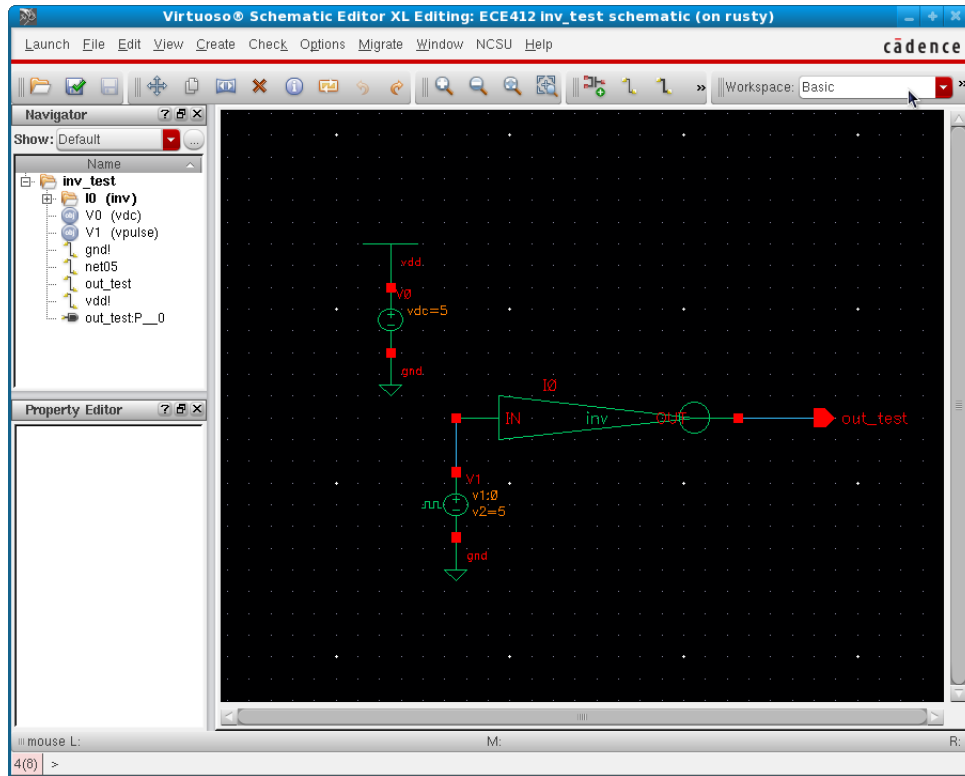 Virtuoso® Schematic Editor XL Editing: ECE412 inv_test schematic (on rusty)
Launch File Edit View Create Check Options Migrate Window NCSU Help
cādence
» Workspace: Basic »
Navigator
Show: Default
Name
inv_test
I0 (inv)
V0 (vdc)
V1 (vpulse)
gnd!
net05
out_test
vdd!
out_test:P__0
Property Editor
vdd
V0
vdc=5
gnd
I0
IN inv OUT out_test
V1
v1:0
v2=5
gnd
mouse L: M: R:
4(8) >